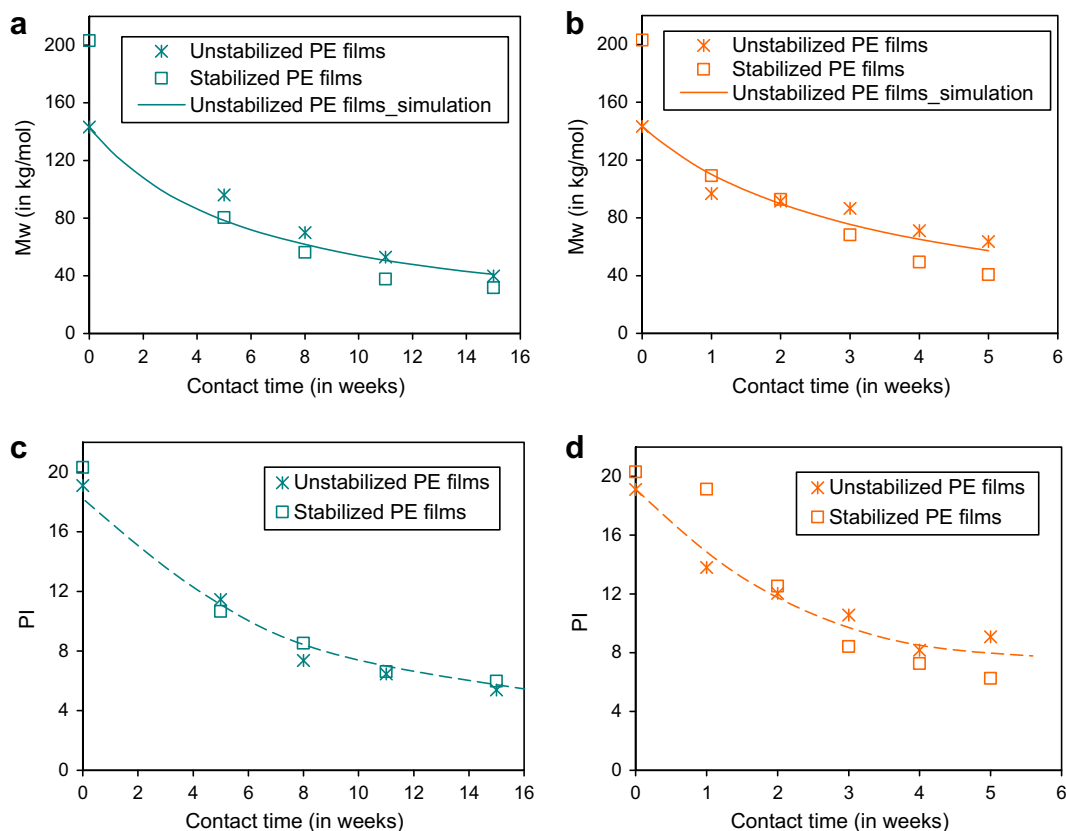 a
Unstabilized PE films
Stabilized PE films
Unstabilized PE films_simulation
Mw (in kg/mol)
200
160
120
80
40
0
0 2 4 6 8 10 12 14 16
Contact time (in weeks)
b
Unstabilized PE films
Stabilized PE films
Unstabilized PE films_simulation
Mw (in kg/mol)
200
160
120
80
40
0
0 1 2 3 4 5 6
Contact time (in weeks)
c
Unstabilized PE films
Stabilized PE films
PI
20
16
12
8
4
0
0 2 4 6 8 10 12 14 16
Contact time (in weeks)
d
Unstabilized PE films
Stabilized PE films
PI
20
16
12
8
4
0
0 1 2 3 4 5 6
Contact time (in weeks)